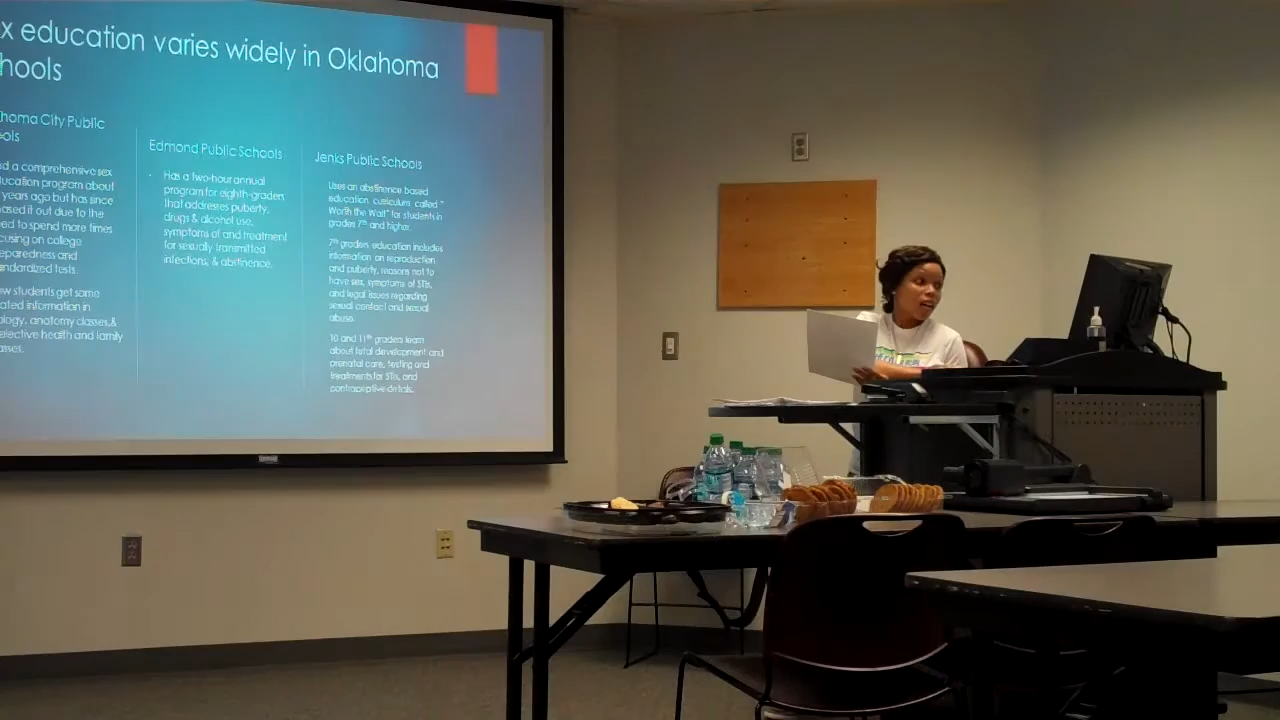 x education varies widely in Oklahoma
hools
homa City Public
ols
d a comprehensive sex
ucation program about
years ago but has since
ased it out due to the
ed to spend more times
cusing on college
eparedness and
andardized tests.
w students get some
ated information in
ology, anatomy classes,&
elective health and family
asses.
Edmond Public Schools
Has a two-hour annual
program for eighth-graders
that addresses puberty,
drugs & alcohol use,
symptoms of and treatment
for sexually transmitted
infections, & abstinence.
Jenks Public Schools
Uses an abstinence based
education curriculum called "
Worth the Wait" for students in
grades 7th and higher.
7th graders education includes
information on reproduction
and puberty, reasons not to
have sex, symptoms of STIs,
and legal issues regarding
sexual contact and sexual
abuse.
10 and 11th graders learn
about fetal development and
prenatal care, testing and
treatments for STIs, and
contraceptive